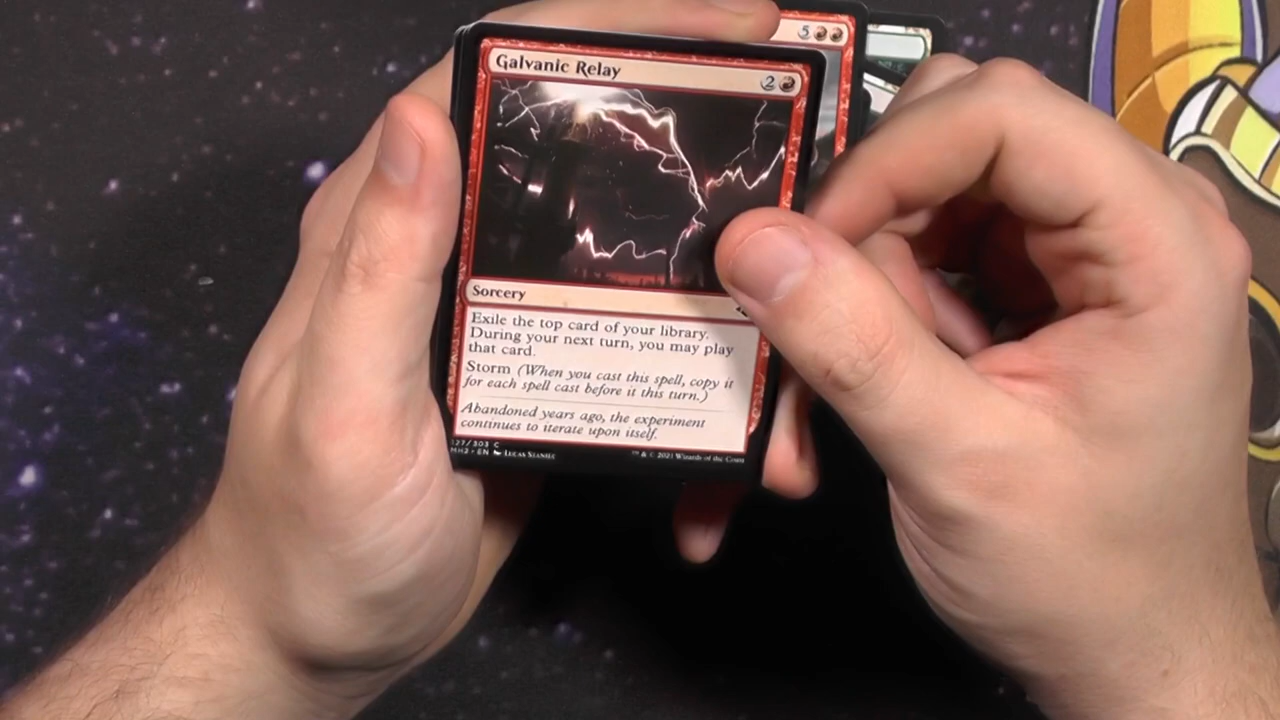 Galvanic Relay 2
5
Sorcery
Exile the top card of your library.
During your next turn, you may play
that card.
Storm (When you cast this spell, copy it
for each spell cast before it this turn.)
Abandoned years ago, the experiment
continues to iterate upon itself.
127/303 C
MH2 • EN Lucas Staniec
™ & © 2021 Wizards of the Coast